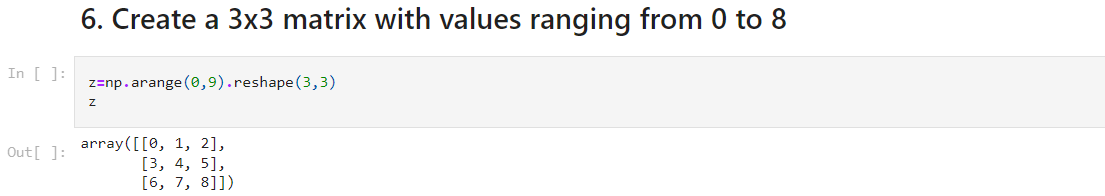 6. Create a 3x3 matrix with values ranging from 0 to 8
In [ ]:
z=np.arange(0,9).reshape(3,3)
z
Out[ ]:
array([[0, 1, 2],
       [3, 4, 5],
       [6, 7, 8]])